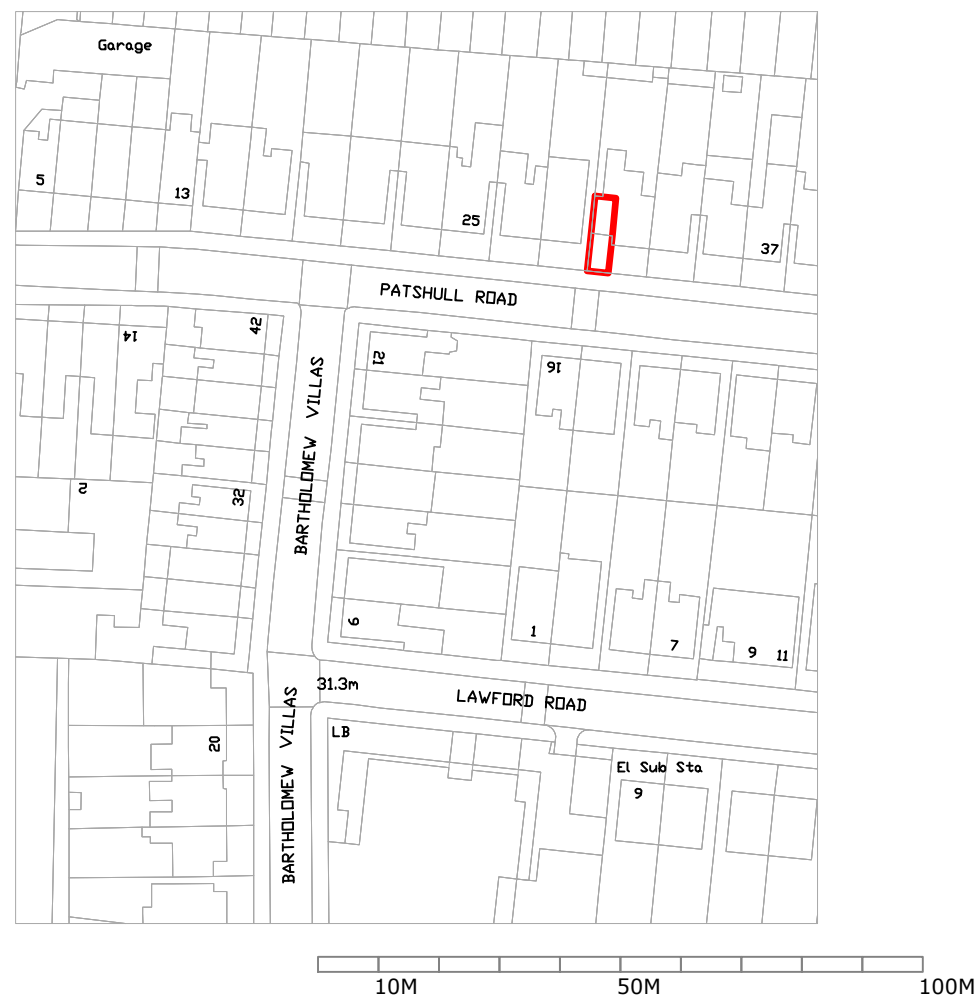 Garage
5
13
25
37
PATSHULL ROAD
14
42
21
16
BARTHOLOMEW VILLAS
2
32
6
1
7
9
11
31.3m
LAWFORD ROAD
BARTHOLOMEW VILLAS
20
LB
El Sub Sta
9
10M
50M
100M